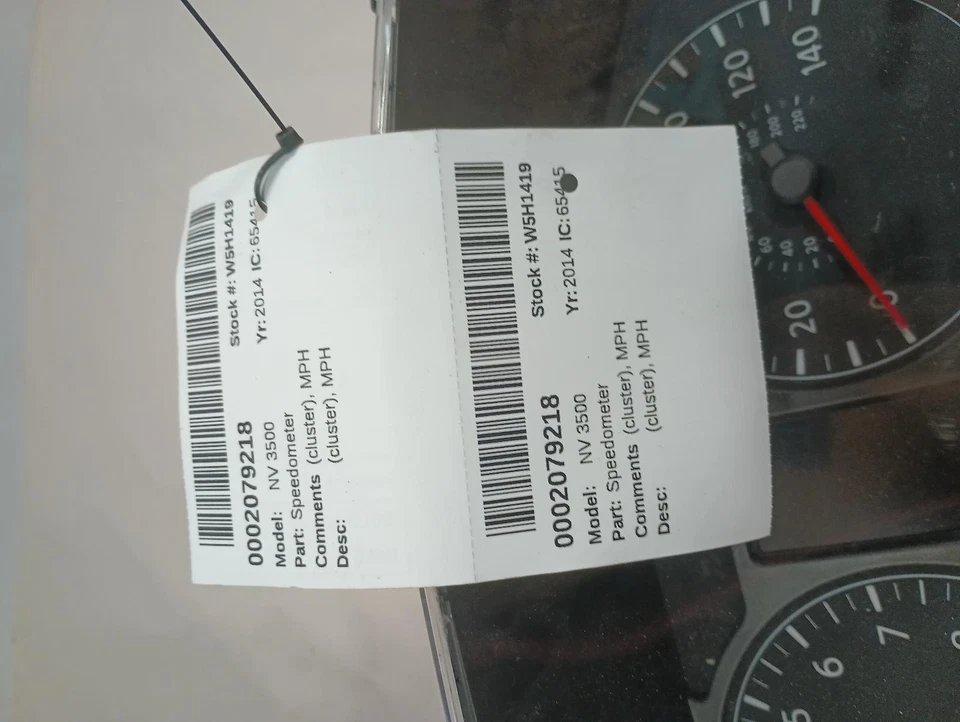 Stock #: W5H1419
0002079218
Yr: 2014 IC: 65415
Model: NV 3500
Part: Speedometer
Comments (cluster), MPH
Desc: (cluster), MPH
Stock #: W5H1419
0002079218
Yr: 2014 IC: 65415
Model: NV 3500
Part: Speedometer
Comments (cluster), MPH
Desc: (cluster), MPH
120
140
200
220
60
40
20
20
0
6
7